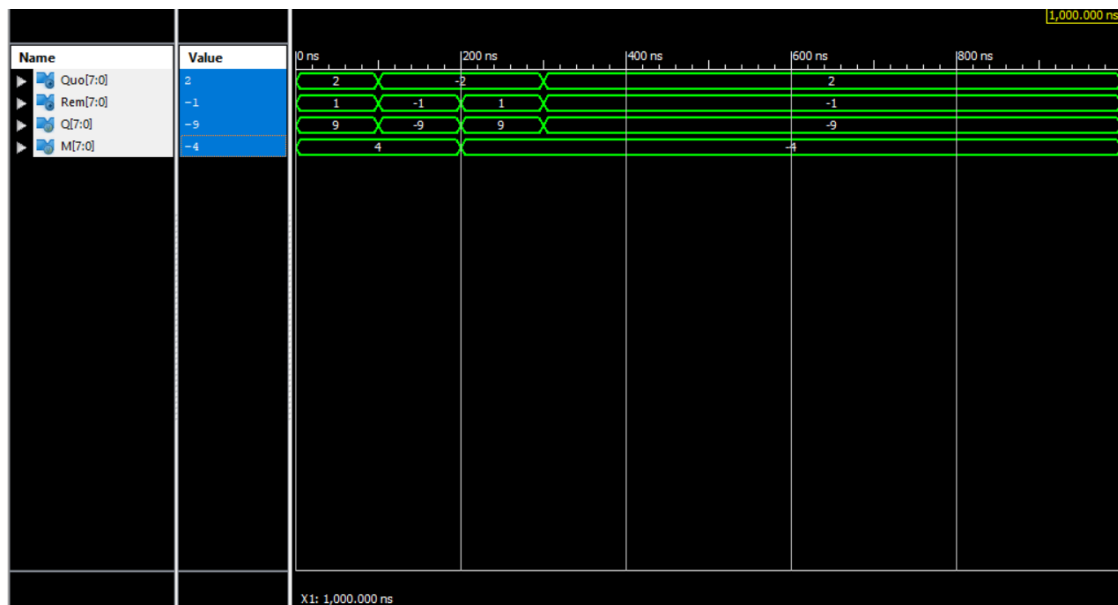 1,000.000 ns
Name Value 0 ns 200 ns 400 ns 600 ns 800 ns
Quo[7:0] 2 2 -2 2
Rem[7:0] -1 1 -1 1 -1
Q[7:0] -9 9 -9 9 -9
M[7:0] -4 4 -4
X1: 1,000.000 ns